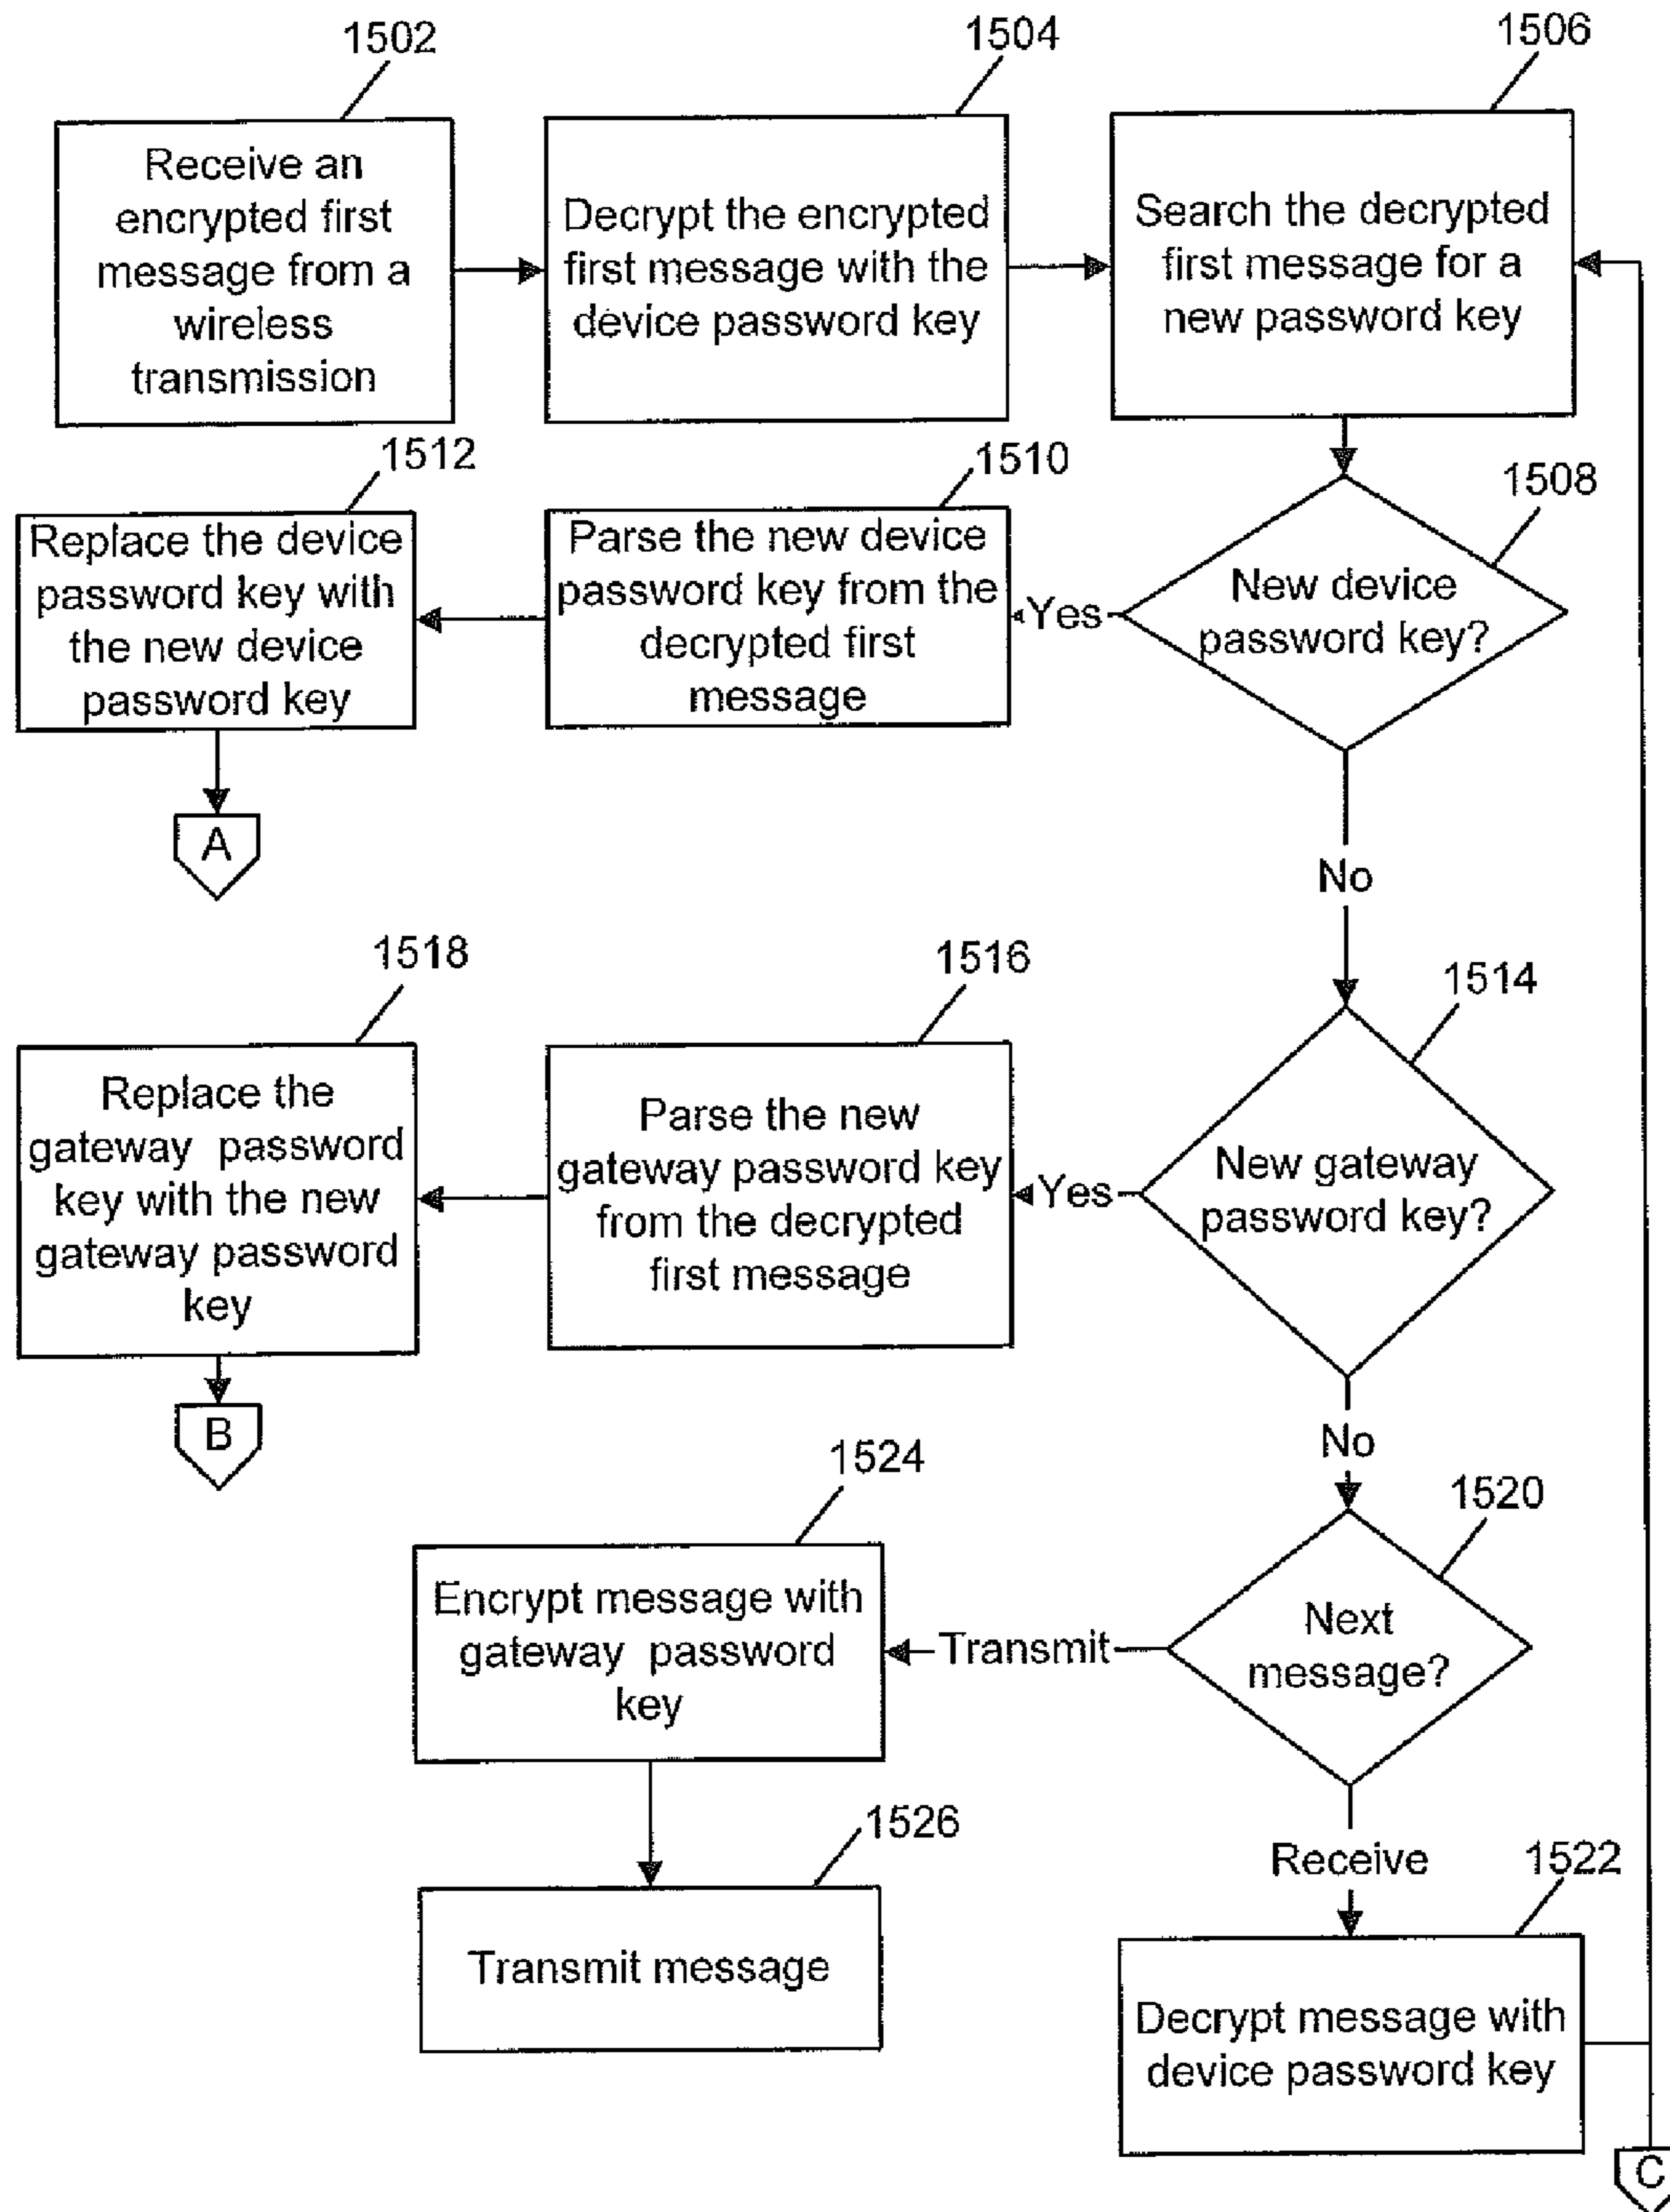 1502
1504
1506
Receive an
encrypted first
message from a
wireless
transmission
Decrypt the encrypted
first message with the
device password key
Search the decrypted
first message for a
new password key
1512
1510
1508
Replace the device
password key with
the new device
password key
Parse the new device
password key from the
decrypted first
message
Yes
New device
password key?
A
No
1518
1516
1514
Replace the
gateway password
key with the new
gateway password
key
Parse the new
gateway password key
from the decrypted
first message
Yes
New gateway
password key?
B
No
1524
1520
Encrypt message with
gateway password
key
Transmit
Next
message?
1526
Receive
1522
Transmit message
Decrypt message with
device password key
C